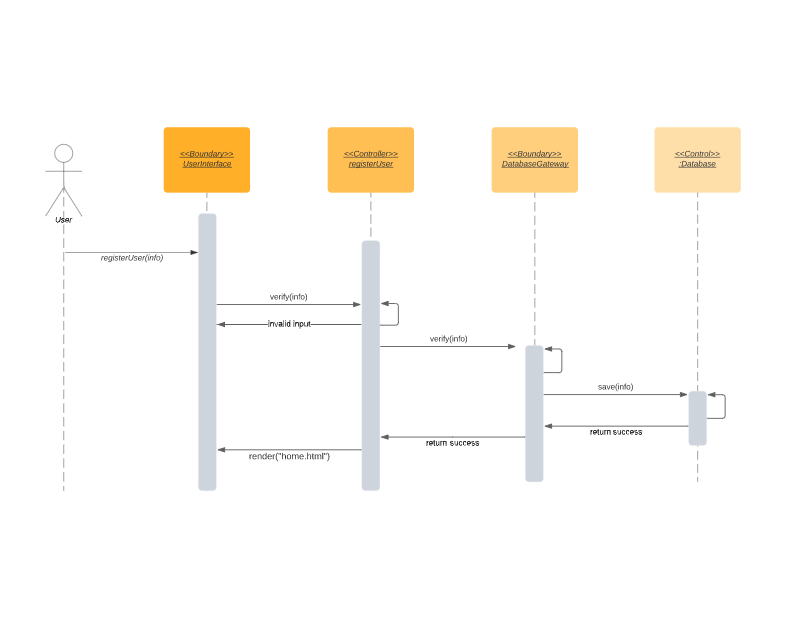 <<Boundary>>
UserInterface
<<Controller>>
registerUser
<<Boundary>>
DatabaseGateway
<<Control>>
:Database
User
registerUser(info)
verify(info)
invalid input
verify(info)
save(info)
return success
return success
render("home.html")